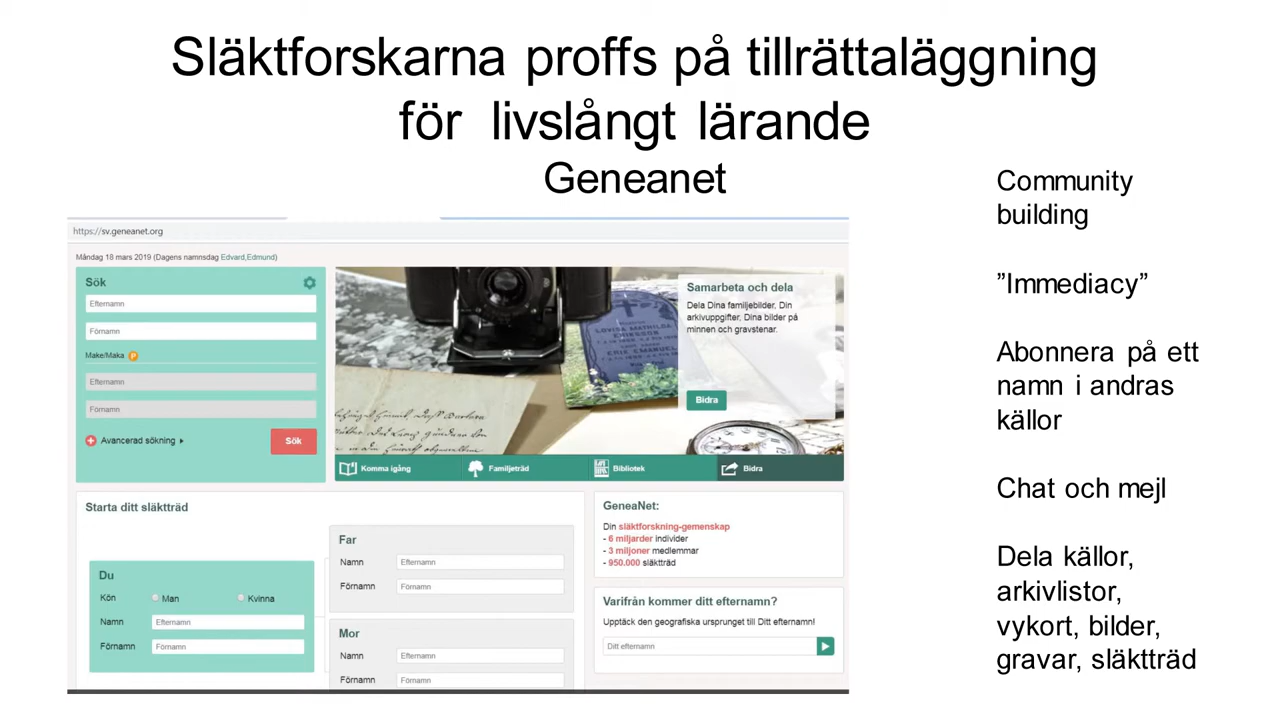 Släktforskarna proffs på tillrättaläggning
för livslångt lärande
Geneanet
https://sv.geneanet.org
Måndag 18 mars 2019 (Dagens namnsdag Edvard,Edmund)
Sök
Efternamn
Förnamn
Make/Maka P
Efternamn
Förnamn
Avancerad sökning
Sök
LOVISA MATHILDA
ERICSSON
ERIC EMANUEL
Samarbeta och dela
Dela Dina familjebilder, Din
arkivuppgifter, Dina bilder på
minnen och gravstenar.
Bidra
Komma igång
Familjeträd
Bibliotek
Bidra
Starta ditt släktträd
Du
Kön
Man
Kvinna
Namn
Efternamn
Förnamn
Förnamn
Far
Namn
Efternamn
Förnamn
Förnamn
Mor
Namn
Efternamn
Förnamn
Förnamn
GeneaNet:
Din släktforskning-gemenskap
- 6 miljarder individer
- 3 miljoner medlemmar
- 950.000 släktträd
Varifrån kommer ditt efternamn?
Upptäck den geografiska ursprunget till Ditt efternamn!
Ditt efternamn
Community
building
”Immediacy”
Abonnera på ett
namn i andras
källor
Chat och mejl
Dela källor,
arkivlistor,
vykort, bilder,
gravar, släktträd